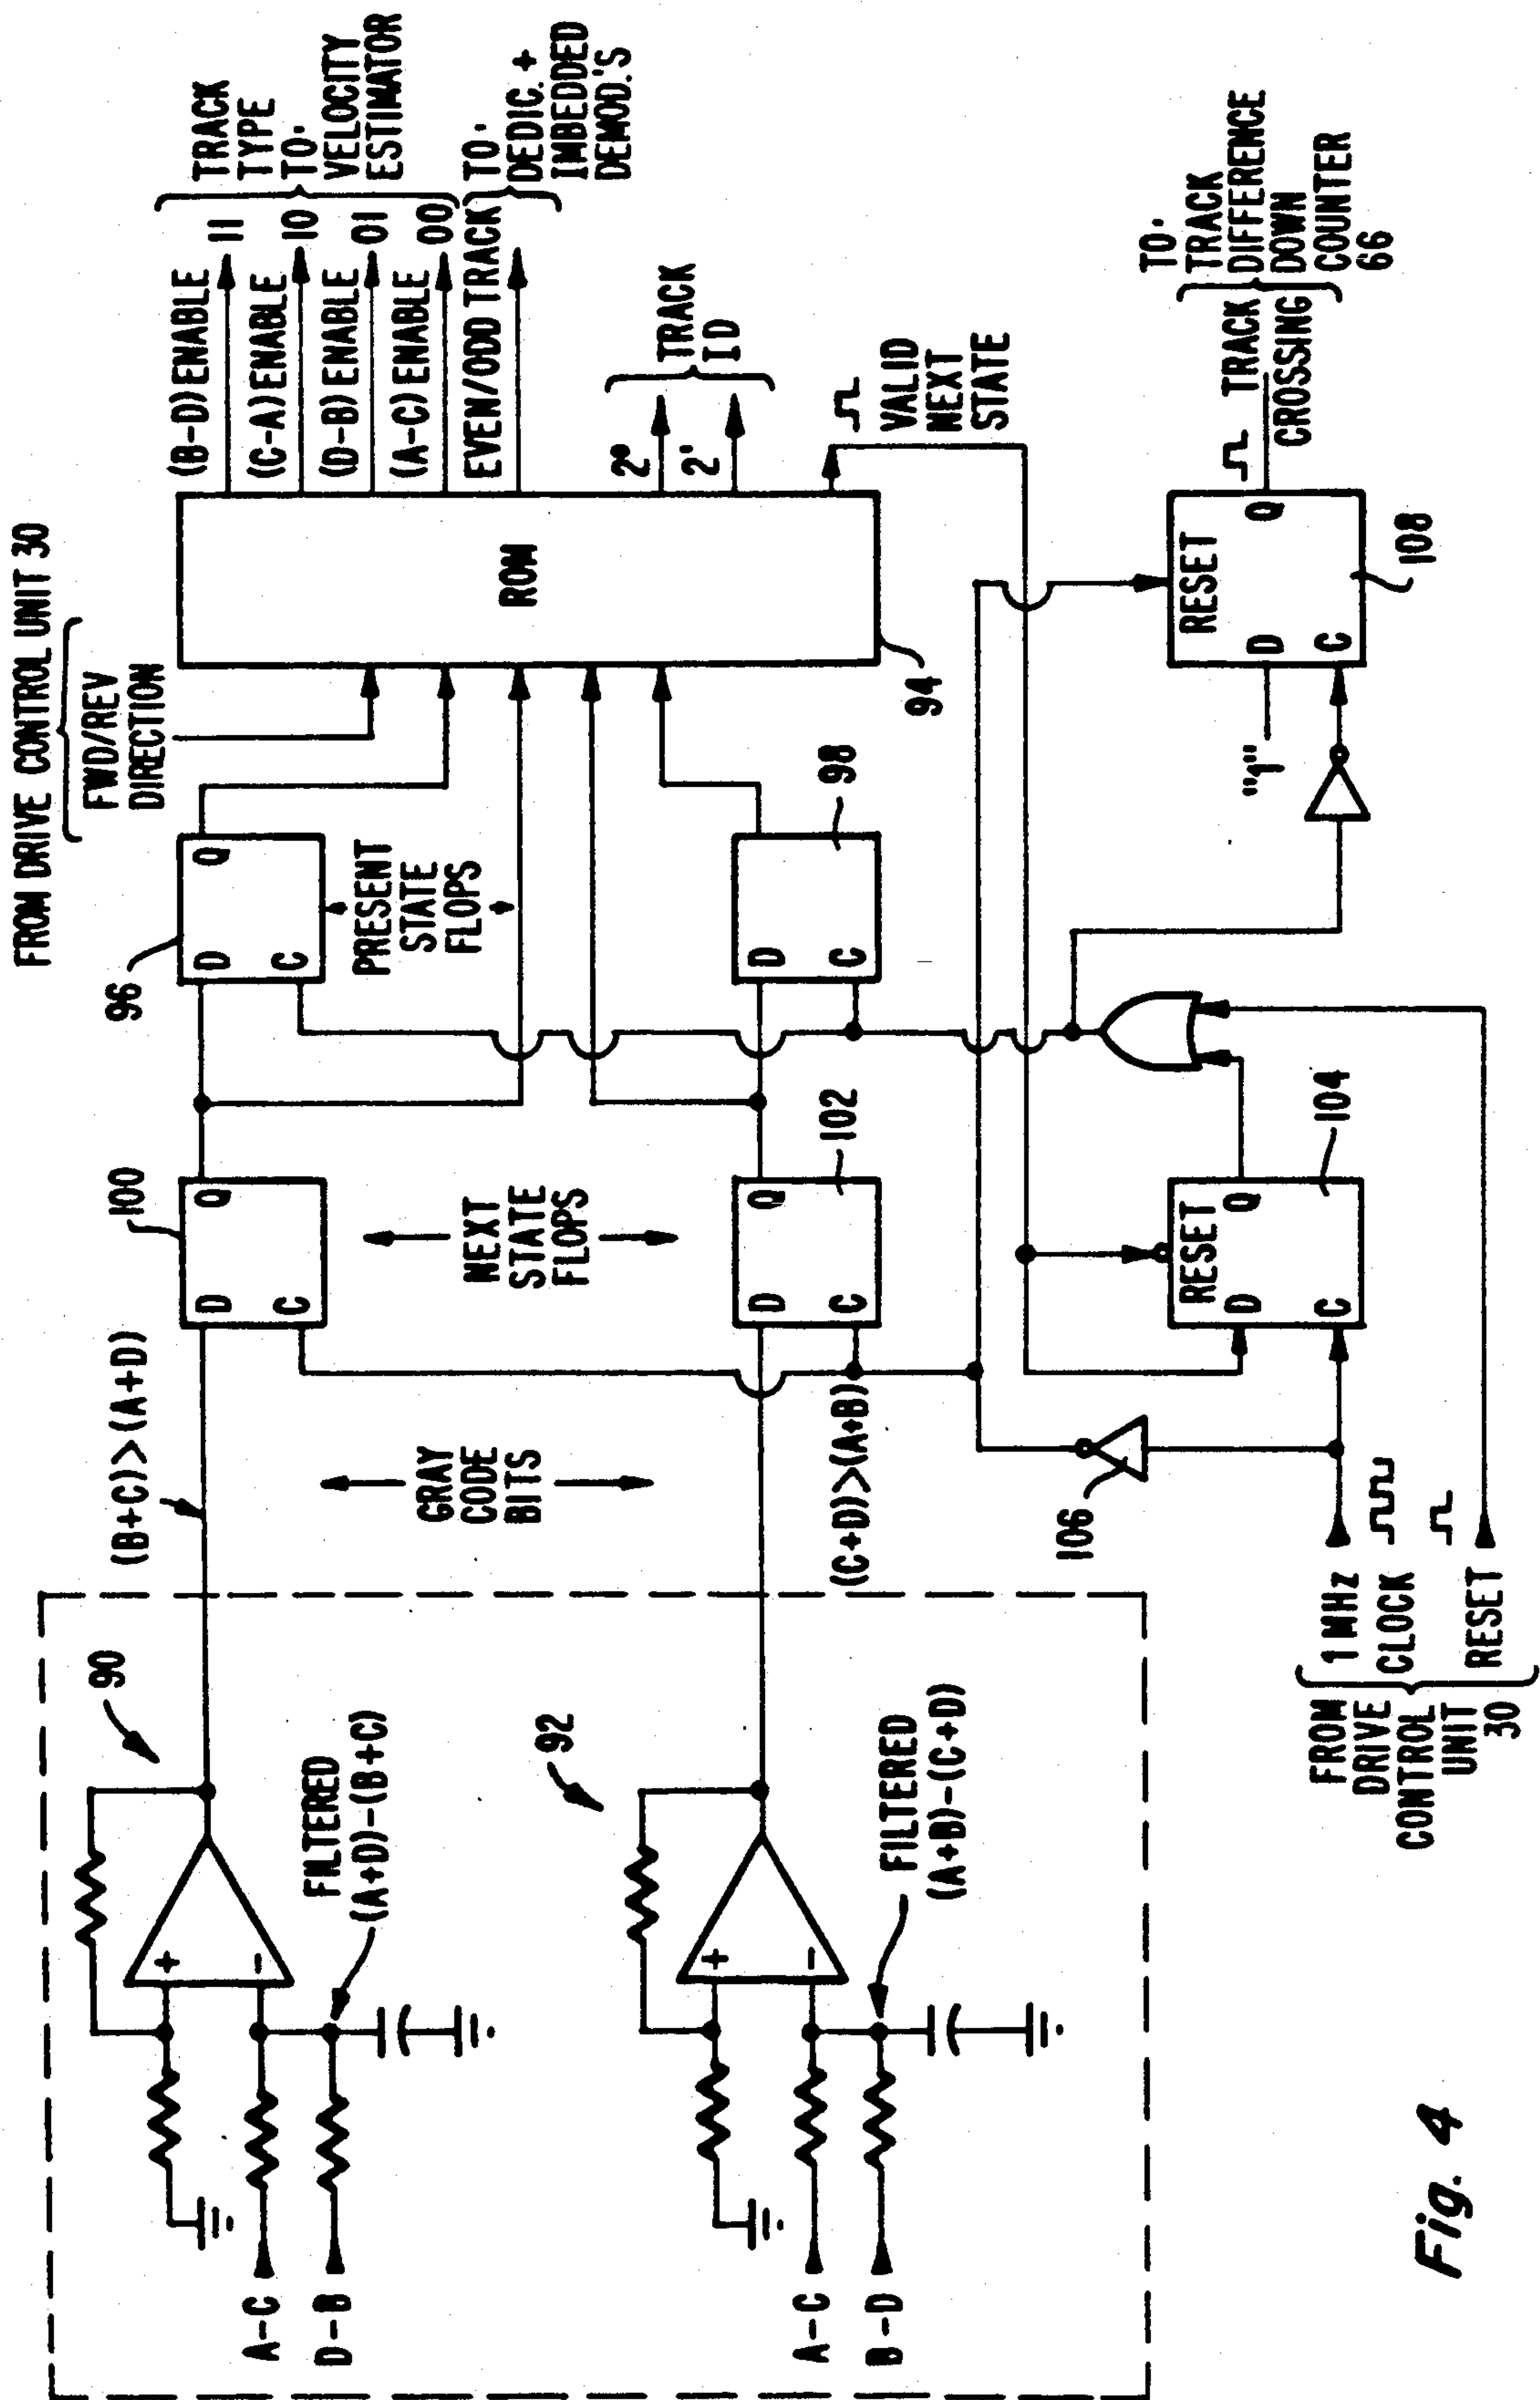 FROM DRIVE CONTROL UNIT 30
FWD/REV
DIRECTION
90
FILTERED
(A+D)-(B+C)
A-C
D-B
+
-
(B+C)>(A+D)
GRAY
CODE
BITS
100
D
C
Q
NEXT
STATE
FLOPS
96
D
C
Q
PRESENT
STATE
FLOPS
ROM
94
(B-D)ENABLE 11
(C-A)ENABLE 10
(D-B)ENABLE 01
(A-C)ENABLE 00
TRACK
TYPE
TO·
VELOCITY
ESTIMATOR
EVEN/ODD TRACK
TO·
DEDIC. +
IMBEDDED
DEMOD.'S
2⁰
2'
TRACK
ID
VALID
NEXT
STATE
92
FILTERED
(A+B)-(C+D)
A-C
B-D
+
-
(C+D)>(A+B)
102
D
C
Q
98
D
C
106
RESET
D
C
Q
104
"1"
RESET
D
C
Q
108
TRACK
CROSSING
TO·
TRACK
DIFFERENCE
DOWN
COUNTER
66
FROM
DRIVE
CONTROL
UNIT
30
1 MHz
CLOCK
RESET
Fig. 4